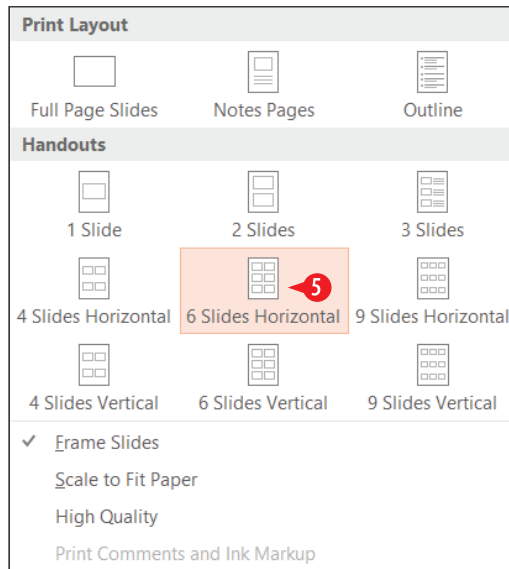 Print Layout
Full Page Slides Notes Pages Outline
Handouts
1 Slide 2 Slides 3 Slides
5
4 Slides Horizontal 6 Slides Horizontal 9 Slides Horizontal
4 Slides Vertical 6 Slides Vertical 9 Slides Vertical
Frame Slides
Scale to Fit Paper
High Quality
Print Comments and Ink Markup